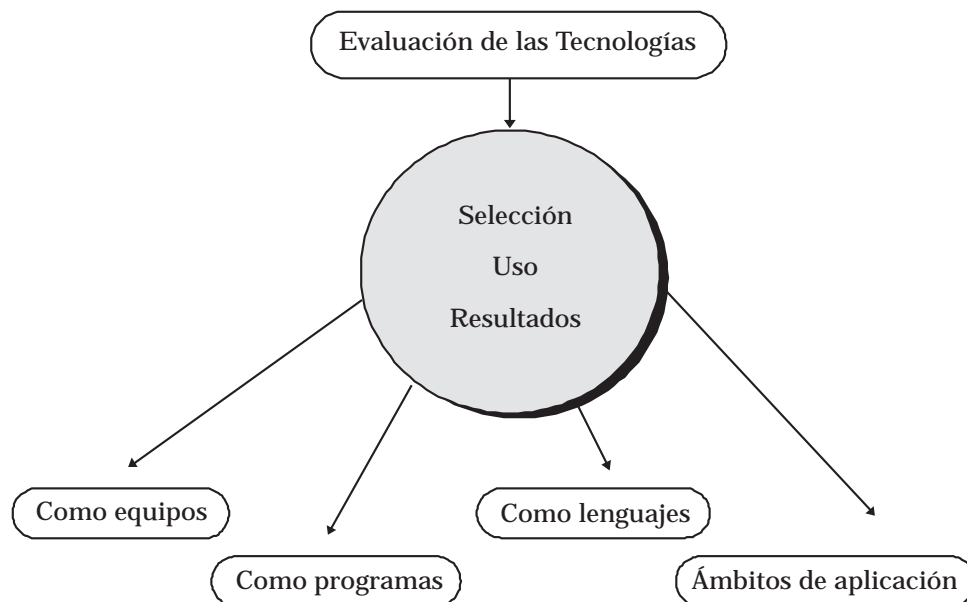 Evaluación de las Tecnologías
Selección
Uso
Resultados
Como equipos
Como lenguajes
Como programas
Ámbitos de aplicación